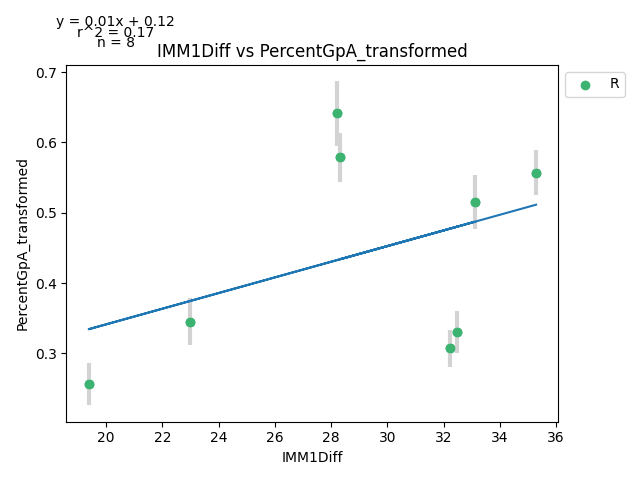 y = 0.01x + 0.12
r^2 = 0.17
n = 8
IMM1Diff vs PercentGpA_transformed
R
PercentGpA_transformed
0.7
0.6
0.5
0.4
0.3
20 22 24 26 28 30 32 34 36
IMM1Diff